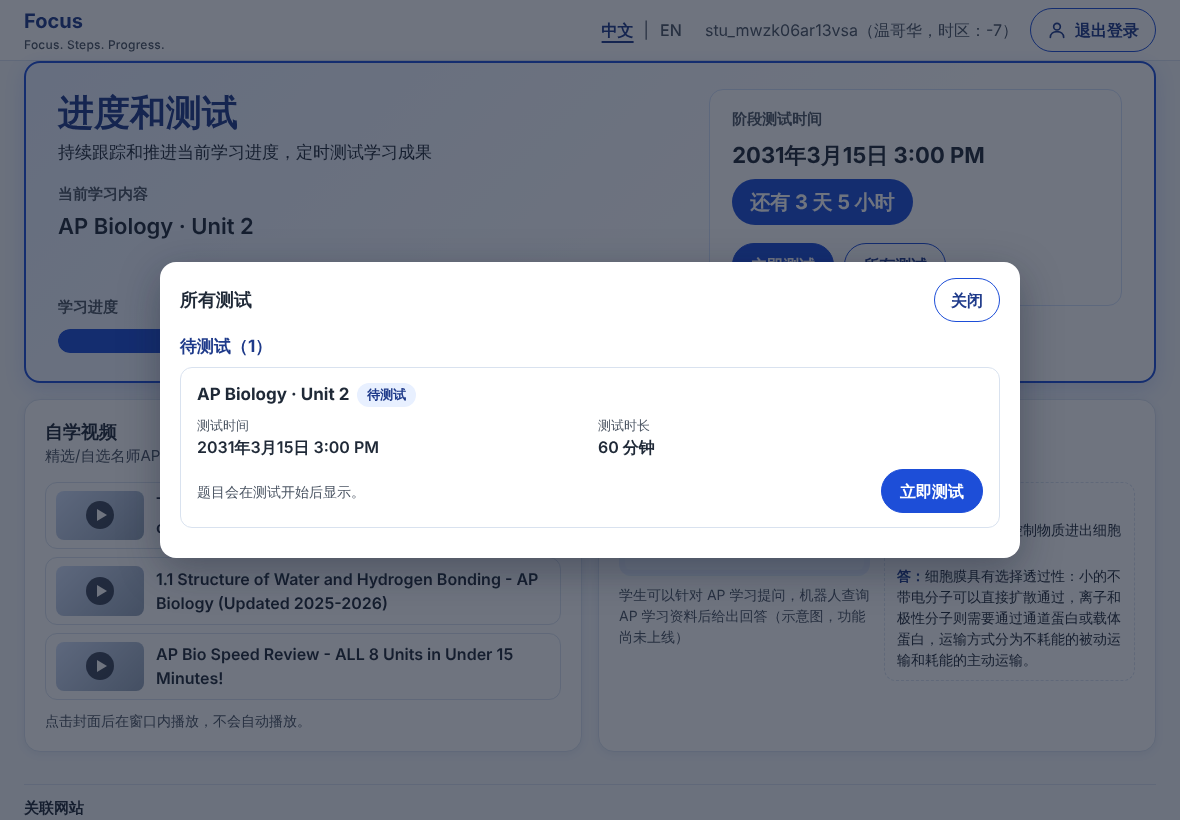 Focus
Focus. Steps. Progress.
中文 | EN
stu_mwzk06ar13vsa（温哥华，时区：-7）
退出登录
进度和测试
持续跟踪和推进当前学习进度，定时测试学习成果
当前学习内容
AP Biology · Unit 2
学习进度
阶段测试时间
2031年3月15日 3:00 PM
还有 3 天 5 小时
立即测试
所有测试
所有测试
关闭
待测试（1）
AP Biology · Unit 2
待测试
测试时间
2031年3月15日 3:00 PM
测试时长
60 分钟
题目会在测试开始后显示。
立即测试
自学视频
精选/自选名师AP
1.1 Structure of Water and Hydrogen Bonding - AP
Biology (Updated 2025-2026)
AP Bio Speed Review - ALL 8 Units in Under 15
Minutes!
点击封面后在窗口内播放，不会自动播放。
学生可以针对 AP 学习提问，机器人查询
AP 学习资料后给出回答（示意图，功能
尚未上线）
制物质进出细胞
答：细胞膜具有选择透过性：小的不
带电分子可以直接扩散通过，离子和
极性分子则需要通过通道蛋白或载体
蛋白，运输方式分为不耗能的被动运
输和耗能的主动运输。
关联网站